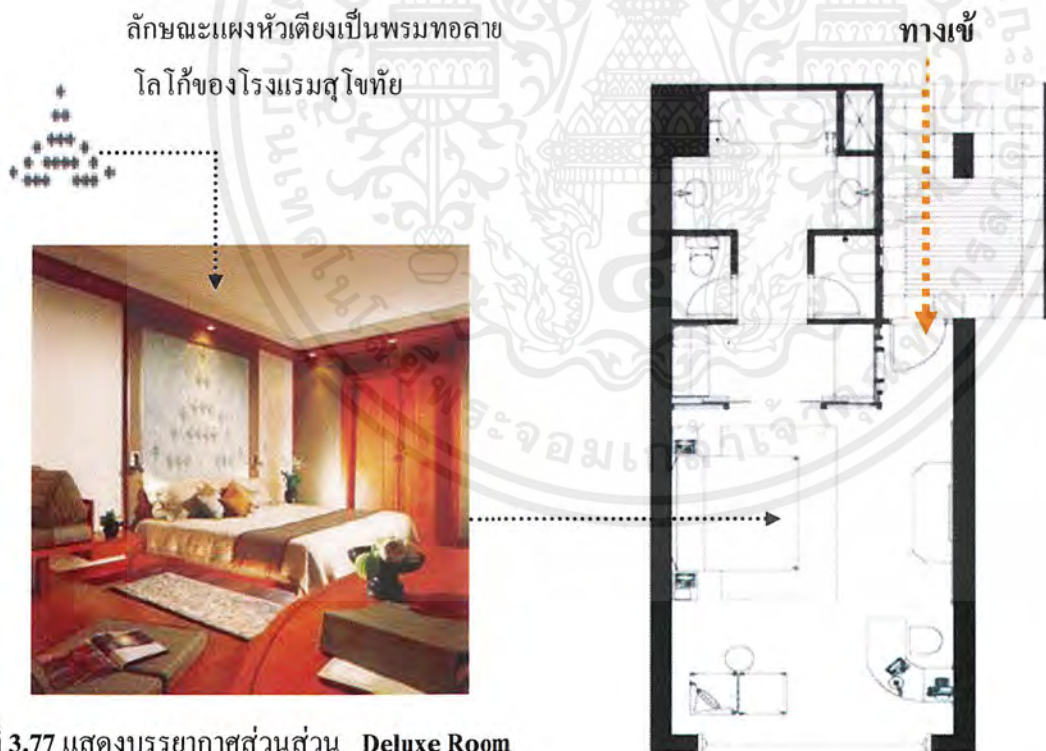 ลักษณะแผงหัวเตียงเป็นพรมทอลาย
โลโก้ของโรงแรมสุโขทัย
ทางเข้
3.77 แสดงบรรยากาศส่วนส่วน Deluxe Room